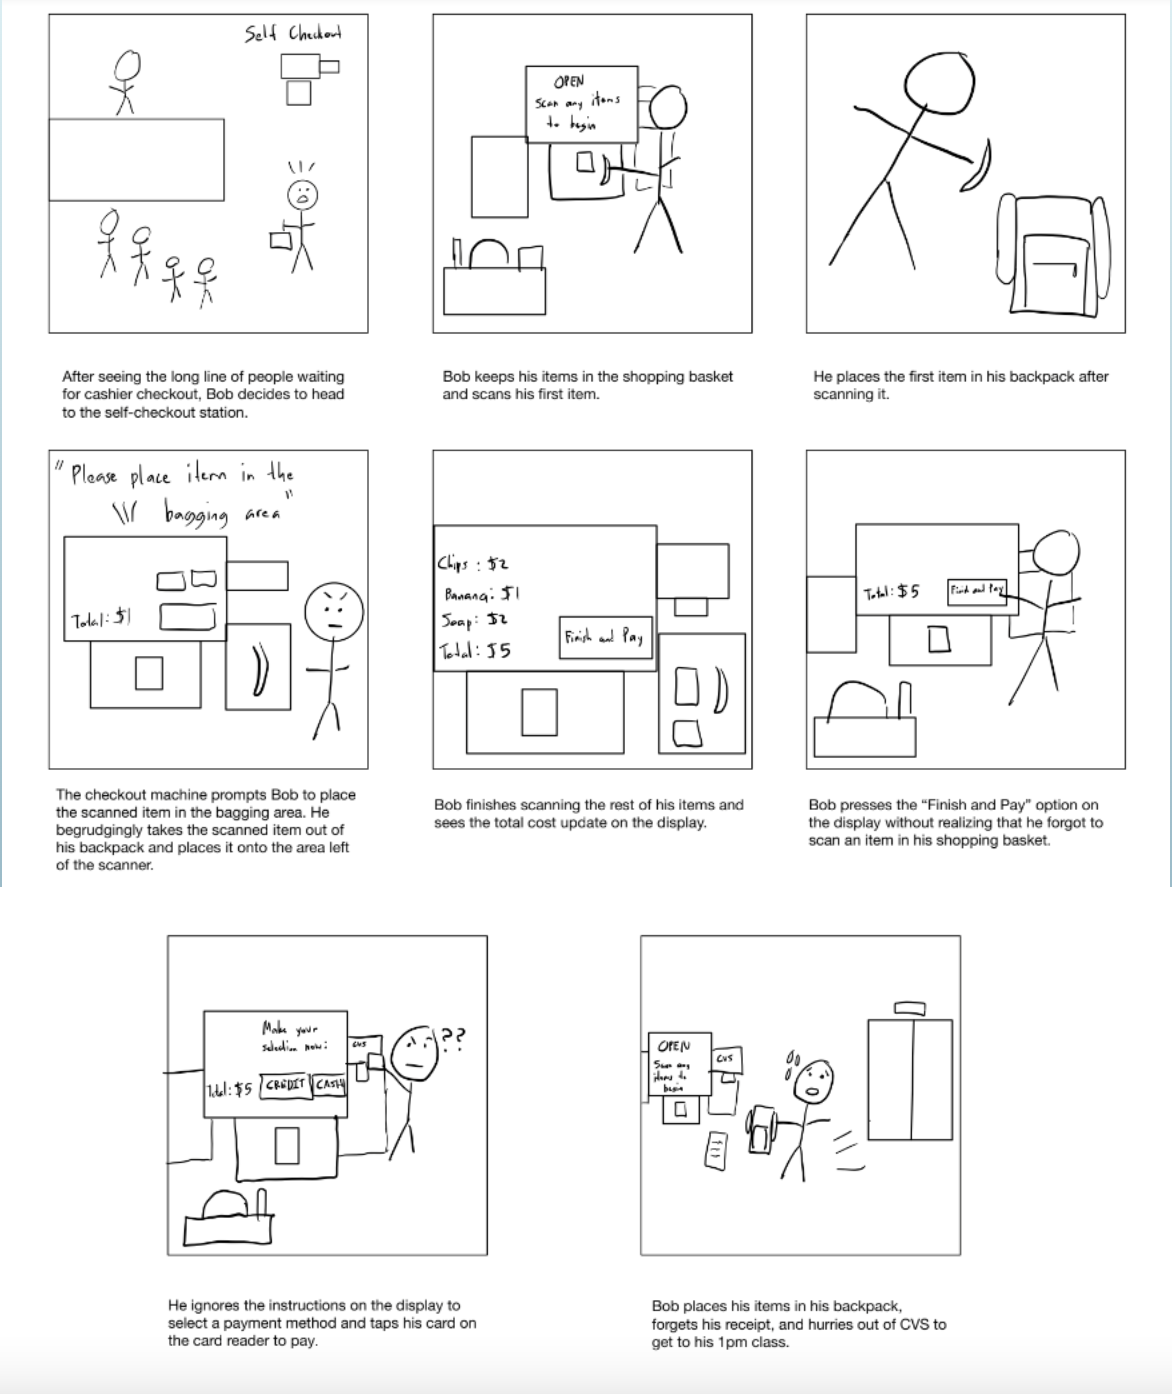 Self Checkout
OPEN
Scan any items
to begin
After seeing the long line of people waiting
for cashier checkout, Bob decides to head
to the self-checkout station.
Bob keeps his items in the shopping basket
and scans his first item.
He places the first item in his backpack after
scanning it.
"Please place item in the
bagging area"
Total: $1
Chips: $2
Banana: $1
Soap: $2
Total: $5
Finish and Pay
Total: $5
Finish and Pay
The checkout machine prompts Bob to place
the scanned item in the bagging area. He
begrudgingly takes the scanned item out of
his backpack and places it onto the area left
of the scanner.
Bob finishes scanning the rest of his items and
sees the total cost update on the display.
Bob presses the “Finish and Pay” option on
the display without realizing that he forgot to
scan an item in his shopping basket.
Make your
selection now:
CVS
??
Total: $5
CREDIT
CASH
OPEN
Scan any
items to
begin
CVS
He ignores the instructions on the display to
select a payment method and taps his card on
the card reader to pay.
Bob places his items in his backpack,
forgets his receipt, and hurries out of CVS to
get to his 1pm class.